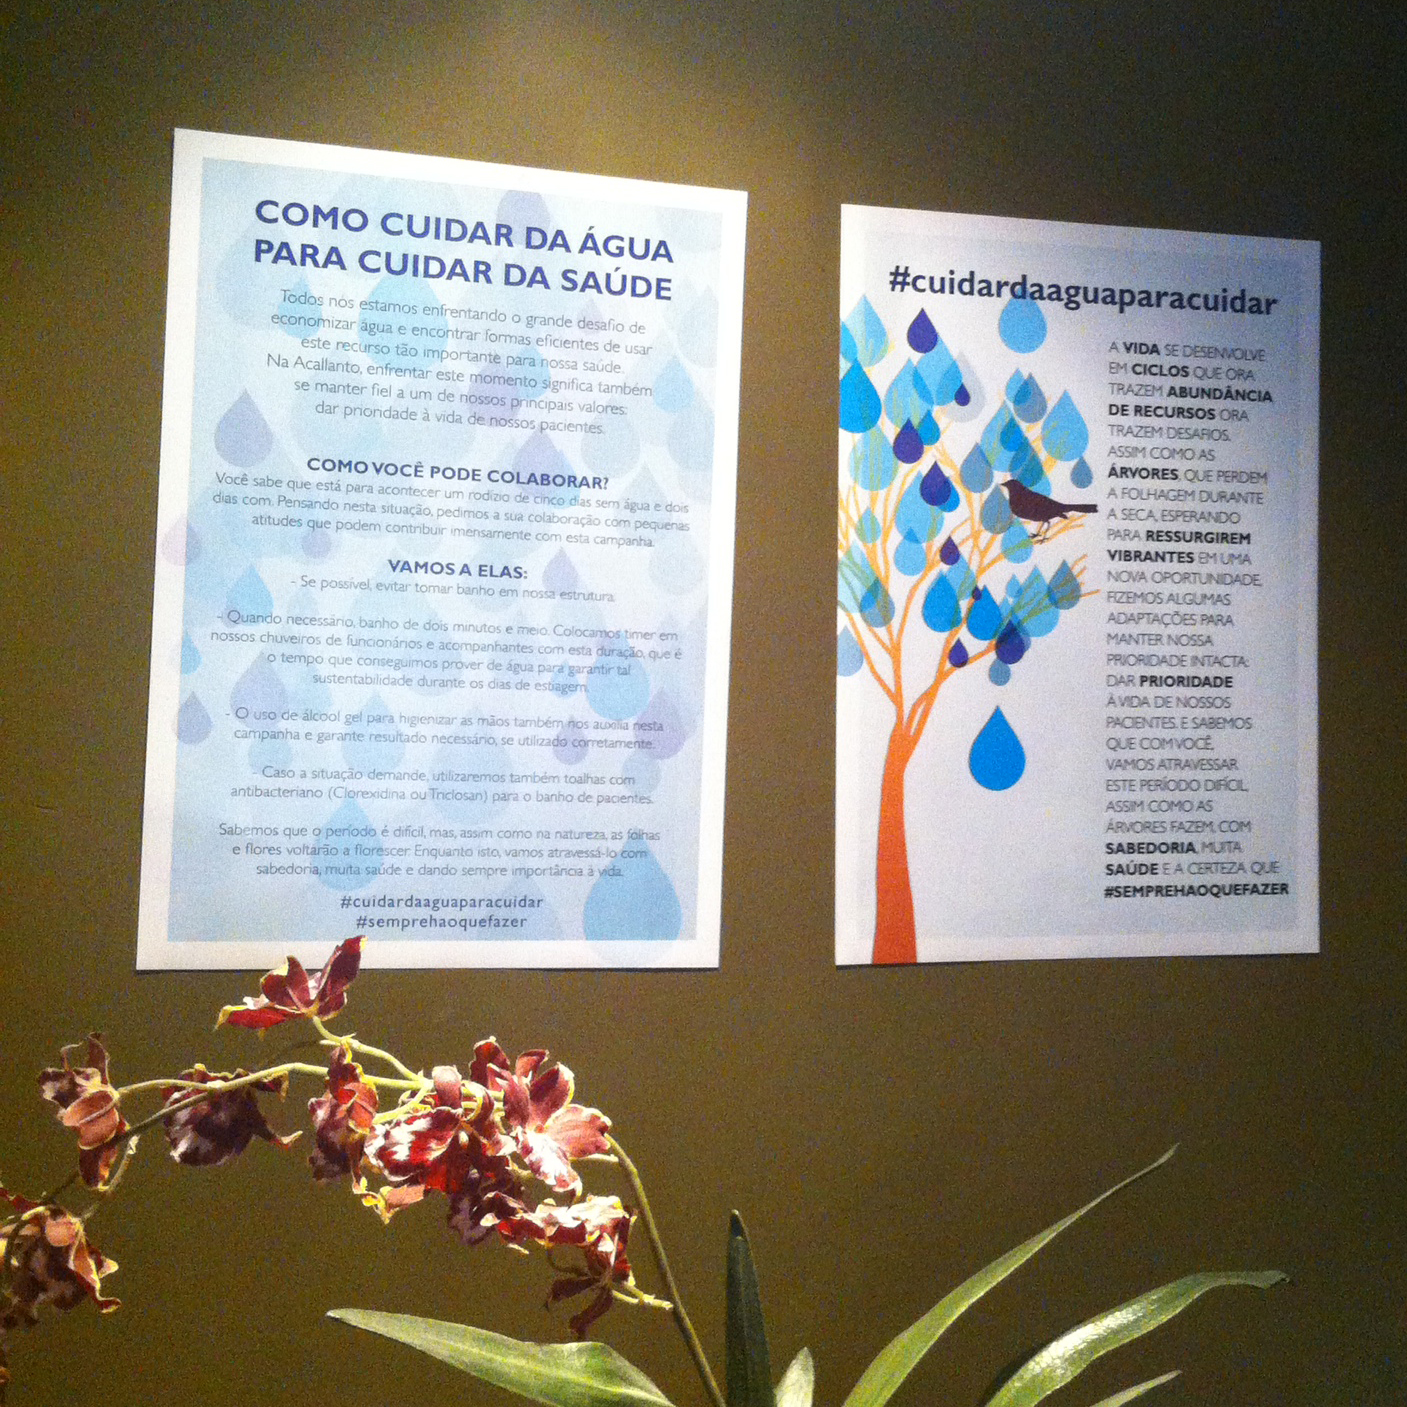 COMO CUIDAR DA ÁGUA
PARA CUIDAR DA SAÚDE
Todos nós estamos enfrentando o grande desafio de
economizar água e encontrar formas eficientes de usar
este recurso tão importante para nossa saúde.
Na Acallanto, enfrentar este momento significa também
se manter fiel a um de nossos principais valores:
dar prioridade à vida de nossos pacientes.
COMO VOCÊ PODE COLABORAR?
Você sabe que está para acontecer um rodízio de cinco dias sem água e dois
dias com. Pensando nesta situação, pedimos a sua colaboração com pequenas
atitudes que podem contribuir imensamente com esta campanha.
VAMOS A ELAS:
- Se possível, evitar tomar banho em nossa estrutura.
- Quando necessário, banho de dois minutos e meio. Colocamos timer em
nossos chuveiros de funcionários e acompanhantes com esta duração, que é
o tempo que conseguimos prover de água para garantir tal
sustentabilidade durante os dias de estiagem.
- O uso de álcool gel para higienizar as mãos também nos auxilia nesta
campanha e garante resultado necessário, se utilizado corretamente.
- Caso a situação demande, utilizaremos também toalhas com
antibacteriano (Clorexidina ou Triclosan) para o banho de pacientes.
Sabemos que o período é difícil, mas, assim como na natureza, as folhas
e flores voltarão a florescer. Enquanto isto, vamos atravessá-lo com
sabedoria, muita saúde e dando sempre importância à vida.
#cuidardaaguaparacuidar
#semprehaoquefazer
#cuidardaaguaparacuidar
A VIDA SE DESENVOLVE
EM CICLOS QUE ORA
TRAZEM ABUNDÂNCIA
DE RECURSOS ORA
TRAZEM DESAFIOS.
ASSIM COMO AS
ÁRVORES, QUE PERDEM
A FOLHAGEM DURANTE
A SECA, ESPERANDO
PARA RESSURGIREM
VIBRANTES EM UMA
NOVA OPORTUNIDADE,
FIZEMOS ALGUMAS
ADAPTAÇÕES PARA
MANTER NOSSA
PRIORIDADE INTACTA:
DAR PRIORIDADE
À VIDA DE NOSSOS
PACIENTES. E SABEMOS
QUE COM VOCÊ,
VAMOS ATRAVESSAR
ESTE PERÍODO DIFÍCIL,
ASSIM COMO AS
ÁRVORES FAZEM, COM
SABEDORIA, MUITA
SAÚDE E A CERTEZA QUE
#SEMPREHAOQUEFAZER